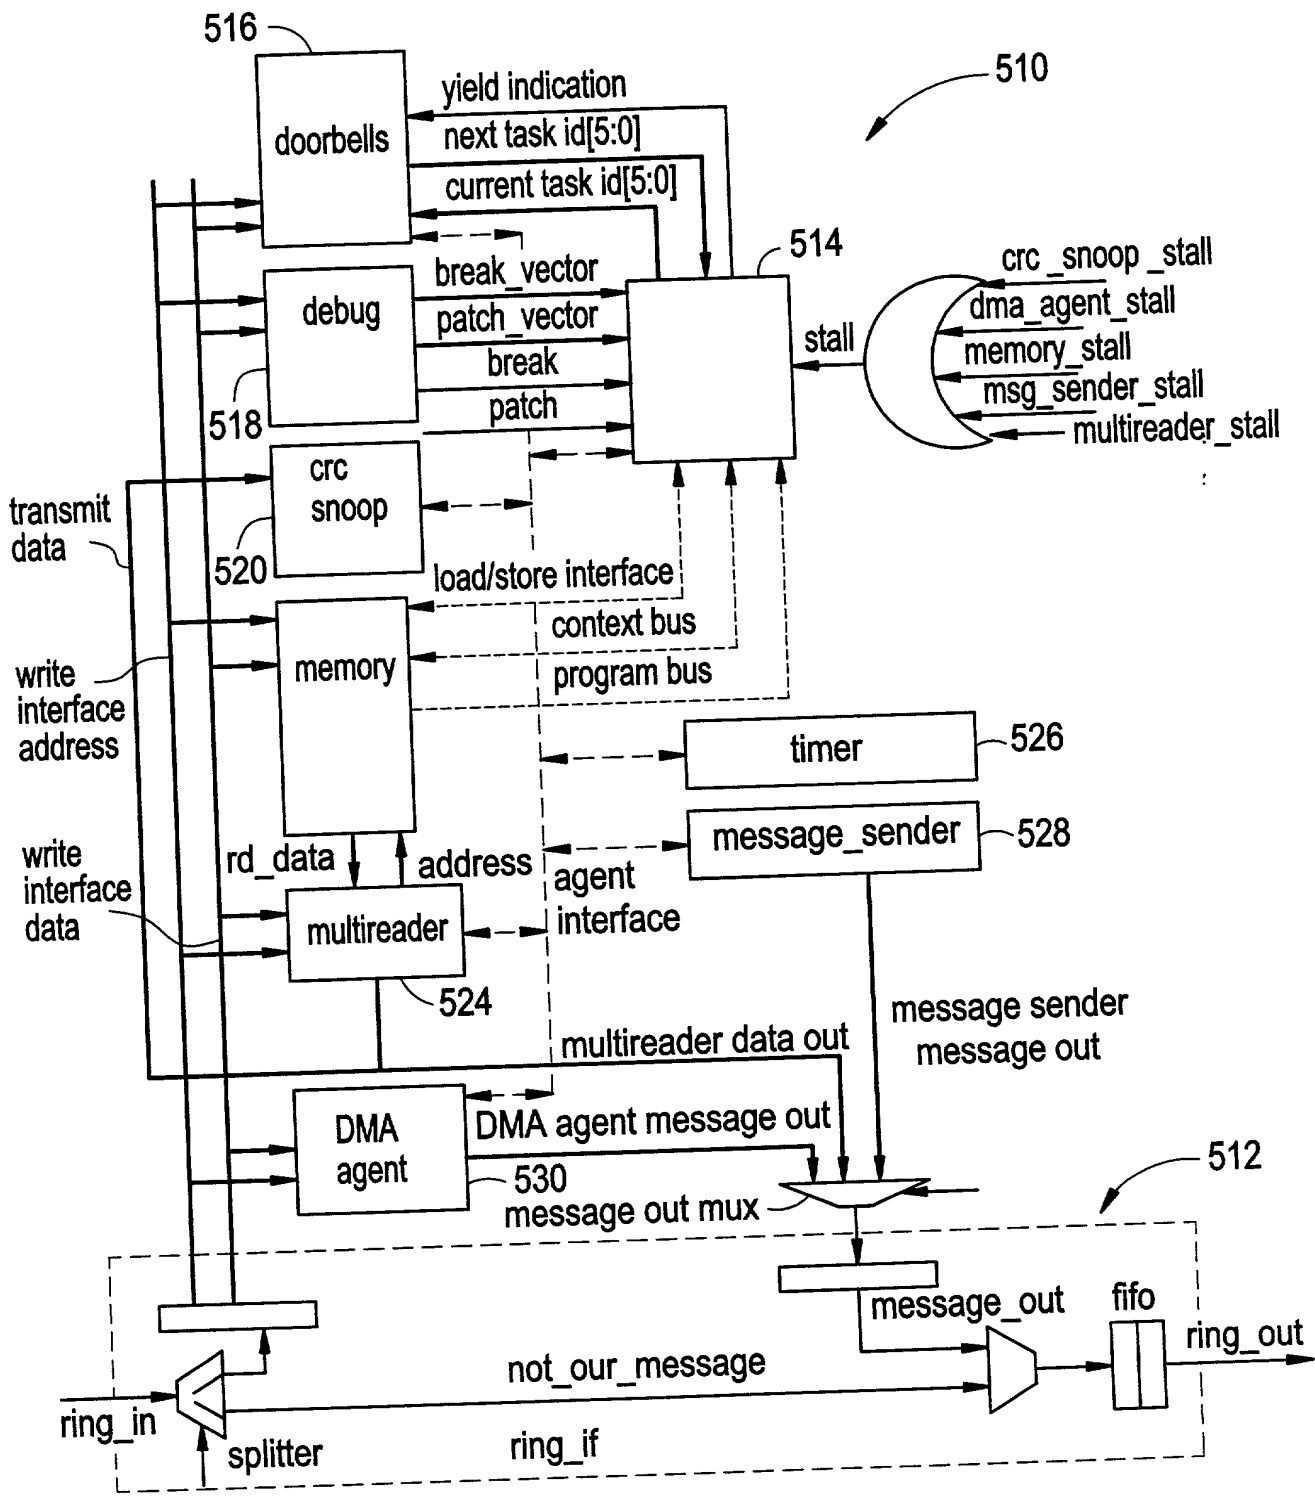 516
510
yield indication
doorbells
next task id[5:0]
current task id[5:0]
514
crc_snoop_stall
break_vector
debug
dma_agent_stall
patch_vector
stall
memory_stall
break
msg_sender_stall
518
patch
multireader_stall
crc
snoop
transmit
data
520
load/store interface
context bus
memory
program bus
write
interface
address
timer
526
message_sender
528
write
interface
data
rd_data
address
agent
interface
multireader
524
message sender
message out
multireader data out
DMA
agent
DMA agent message out
530
512
message out mux
message_out
fifo
ring_out
not_our_message
ring_in
splitter
ring_if